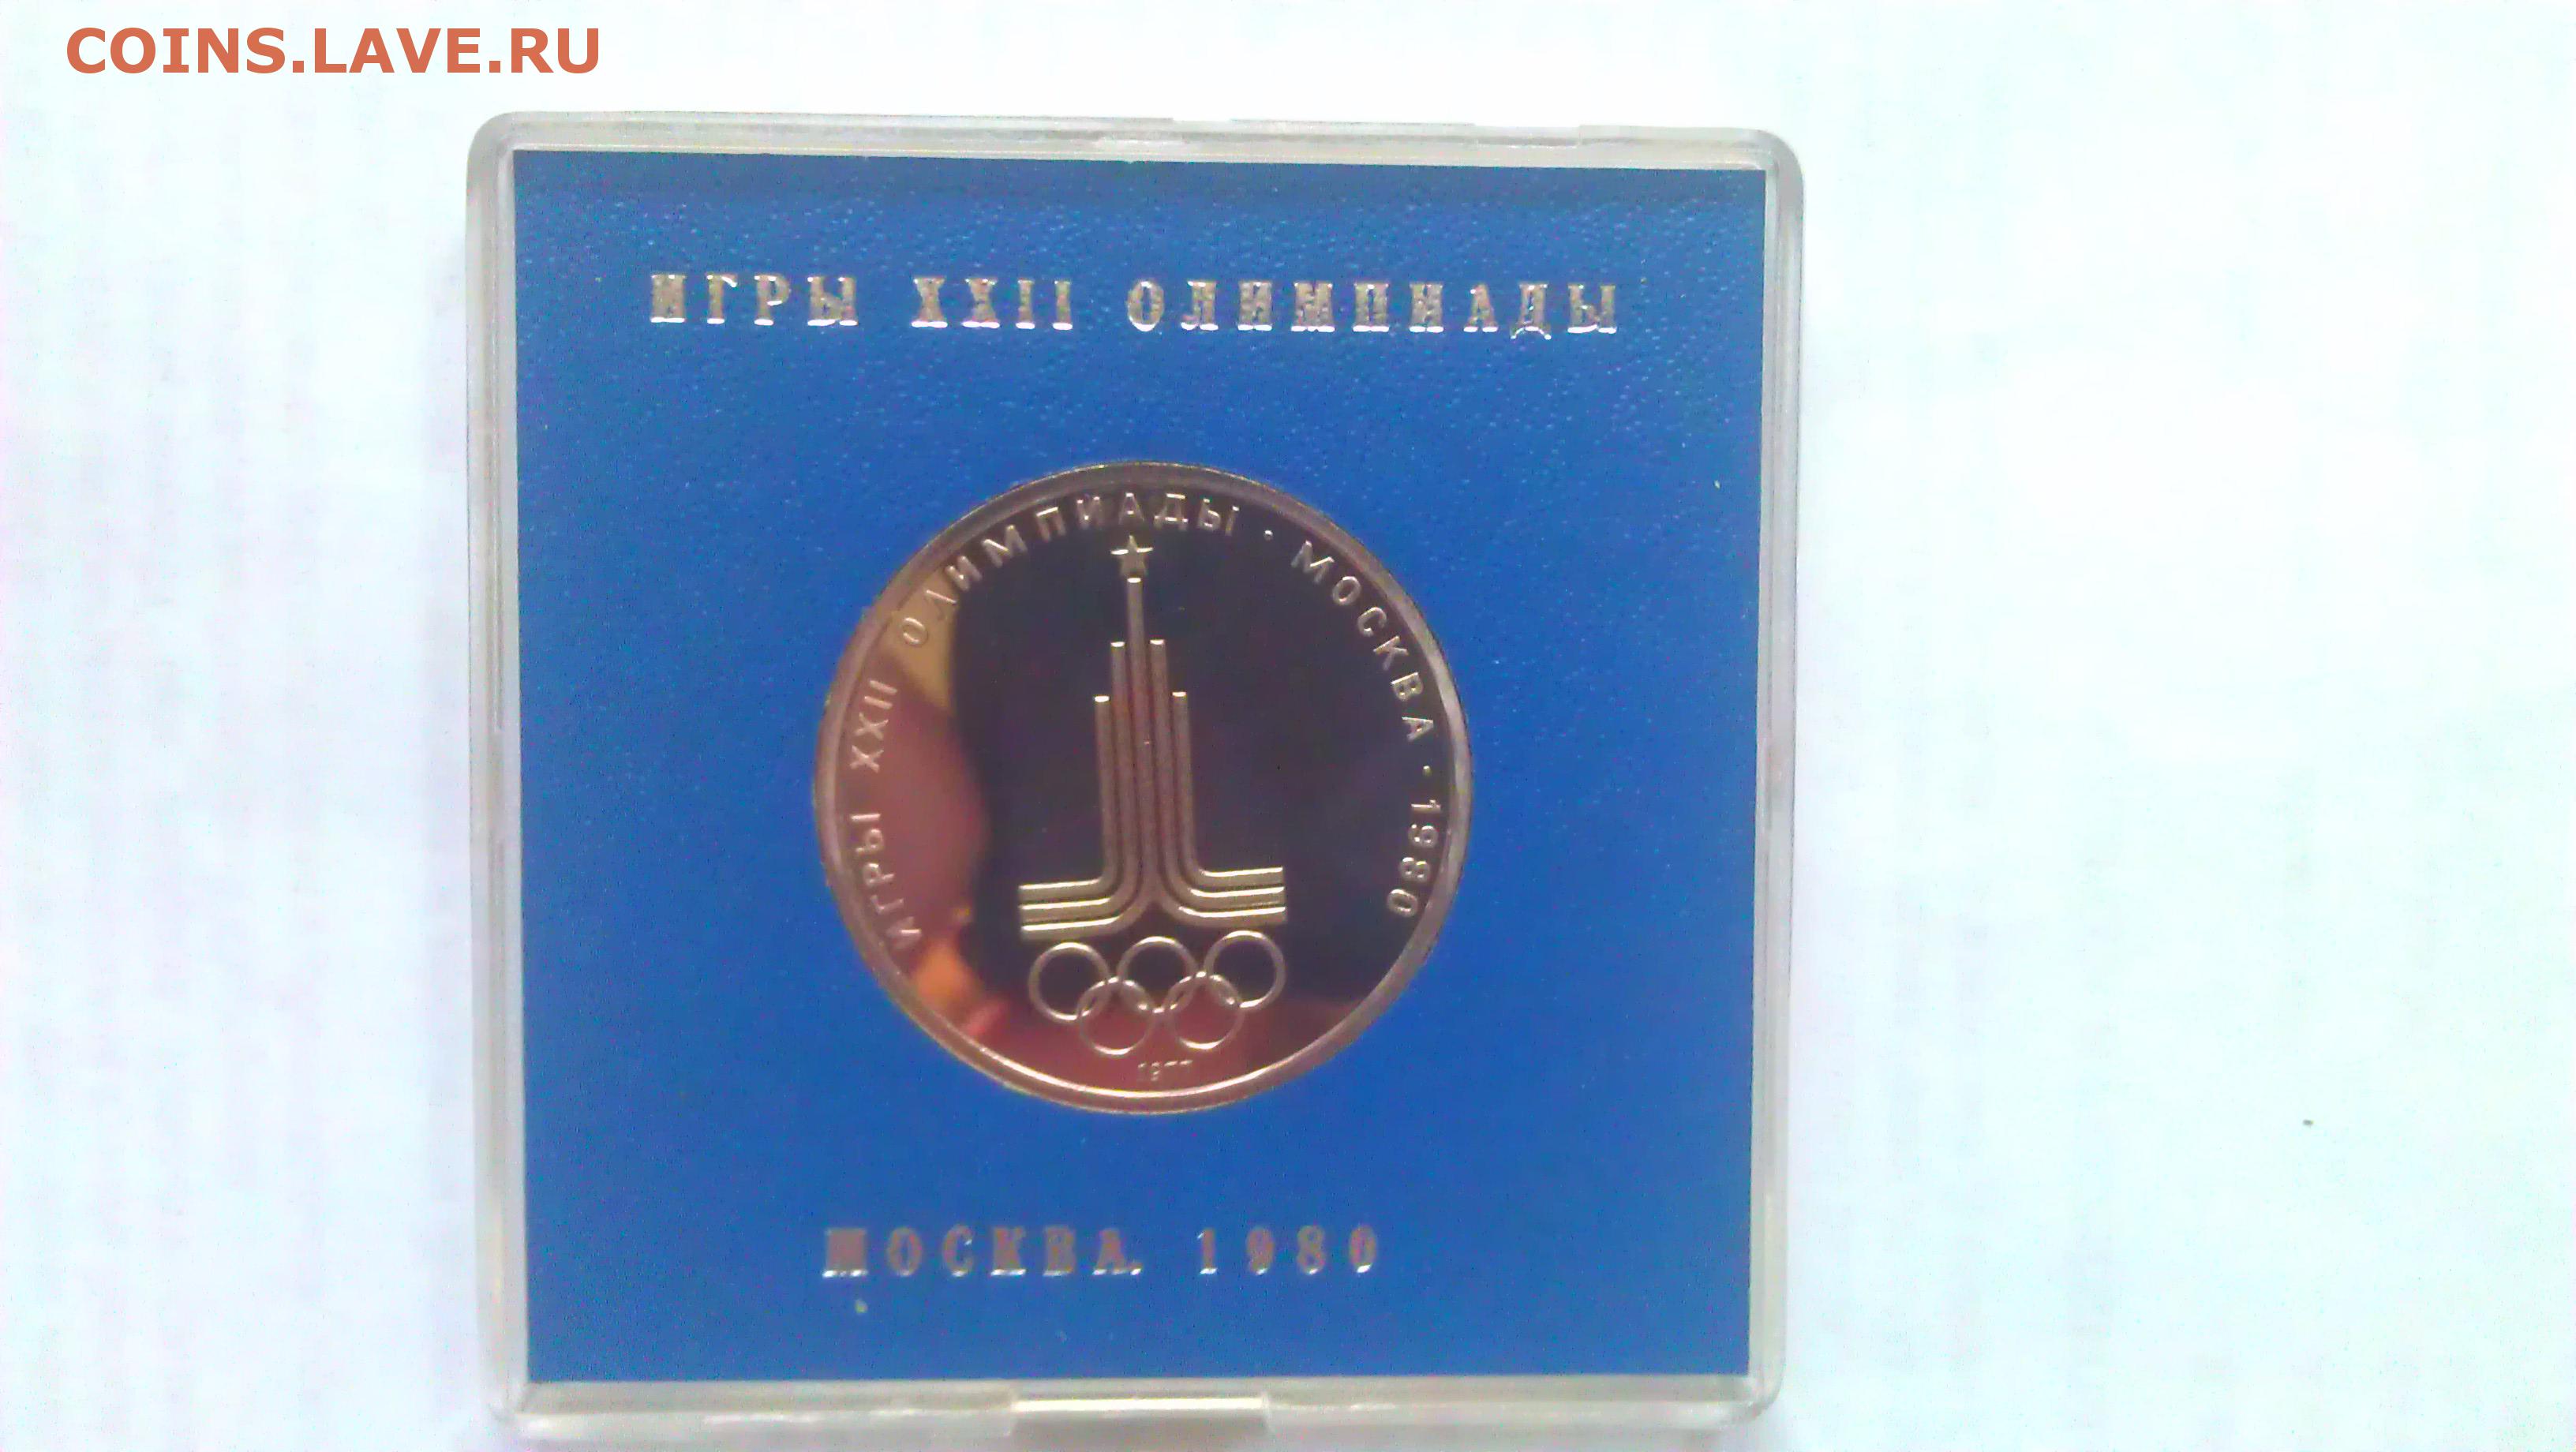 COINS.LAVE.RU
ИГРЫ XXII ОЛИМПИАДЫ
ИГРЫ XXII ОЛИМПИАДЫ · МОСКВА · 1980
1977
МОСКВА. 1980